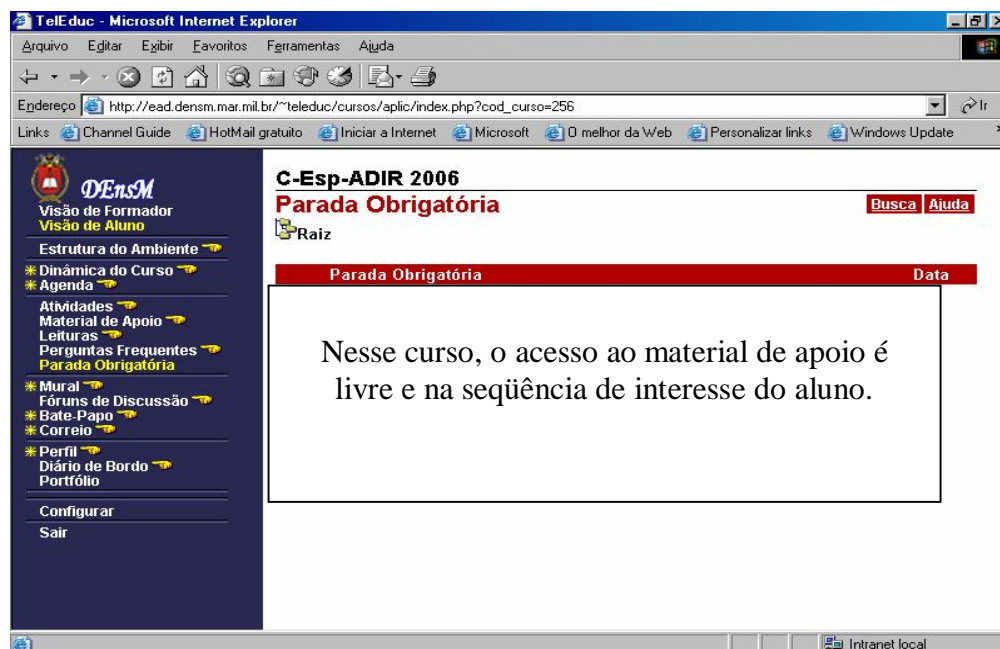 TelEduc - Microsoft Internet Explorer
Arquivo Editar Exibir Favoritos Ferramentas Ajuda
Endereço http://ead.densm.mar.mil.br/~teleduc/cursos/aplic/index.php?cod_curso=256 Ir
Links Channel Guide HotMail gratuito Iniciar a Internet Microsoft O melhor da Web Personalizar links Windows Update
DEnsM
Visão de Formador
Visão de Aluno
Estrutura do Ambiente
Dinâmica do Curso
Agenda
Atividades
Material de Apoio
Leituras
Perguntas Frequentes
Parada Obrigatória
Mural
Fóruns de Discussão
Bate-Papo
Correio
Perfil
Diário de Bordo
Portfólio
Configurar
Sair
C-Esp-ADIR 2006
Parada Obrigatória
Busca Ajuda
Raiz
Parada Obrigatória Data
Nesse curso, o acesso ao material de apoio é
livre e na seqüência de interesse do aluno.
Intranet local